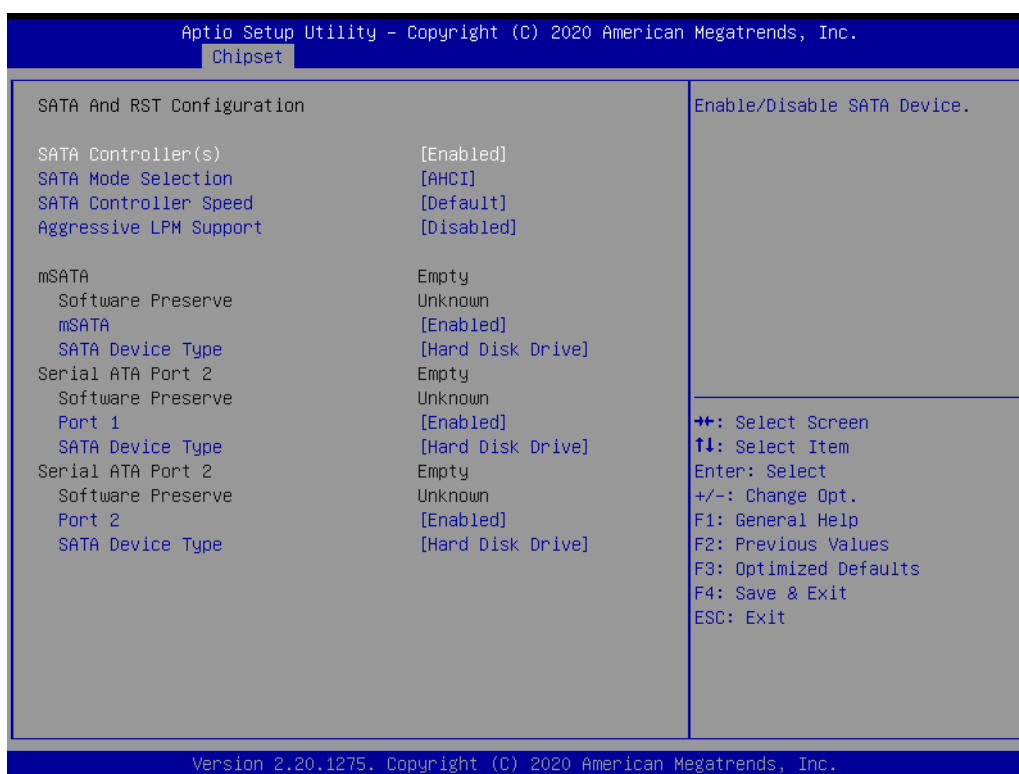 Aptio Setup Utility – Copyright (C) 2020 American Megatrends, Inc.
Chipset
SATA And RST Configuration
SATA Controller(s) [Enabled]
SATA Mode Selection [AHCI]
SATA Controller Speed [Default]
Aggressive LPM Support [Disabled]
mSATA Empty
Software Preserve Unknown
mSATA [Enabled]
SATA Device Type [Hard Disk Drive]
Serial ATA Port 2 Empty
Software Preserve Unknown
Port 1 [Enabled]
SATA Device Type [Hard Disk Drive]
Serial ATA Port 2 Empty
Software Preserve Unknown
Port 2 [Enabled]
SATA Device Type [Hard Disk Drive]
Enable/Disable SATA Device.
→←: Select Screen
↑↓: Select Item
Enter: Select
+/-: Change Opt.
F1: General Help
F2: Previous Values
F3: Optimized Defaults
F4: Save & Exit
ESC: Exit
Version 2.20.1275. Copyright (C) 2020 American Megatrends, Inc.